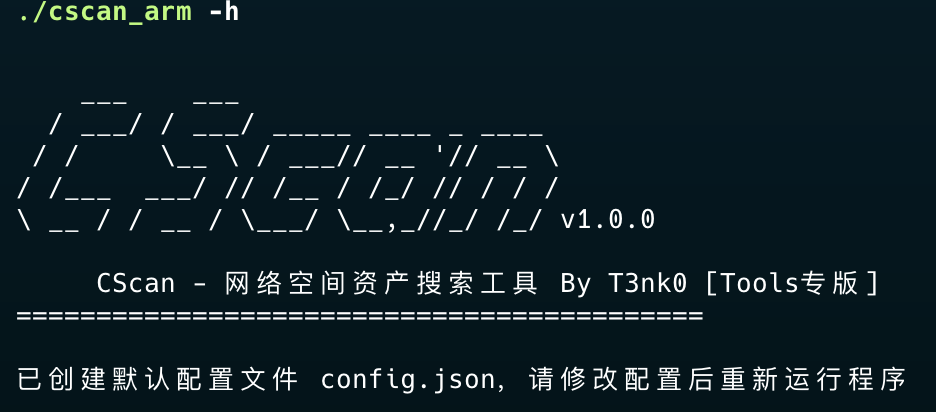 ./cscan_arm -h
    ___    ___
  / ___/ / ___/ _____ ____ _ ____
 / /     \__ \ / ___// __ '// __ \
/ /___  ___/ // /__ / /_/ // / / /
\ __ / / __ / \___/ \__,_//_/ /_/ v1.0.0
CScan - 网络空间资产搜索工具 By T3nk0 [Tools专版]
===========================================
已创建默认配置文件 config.json, 请修改配置后重新运行程序